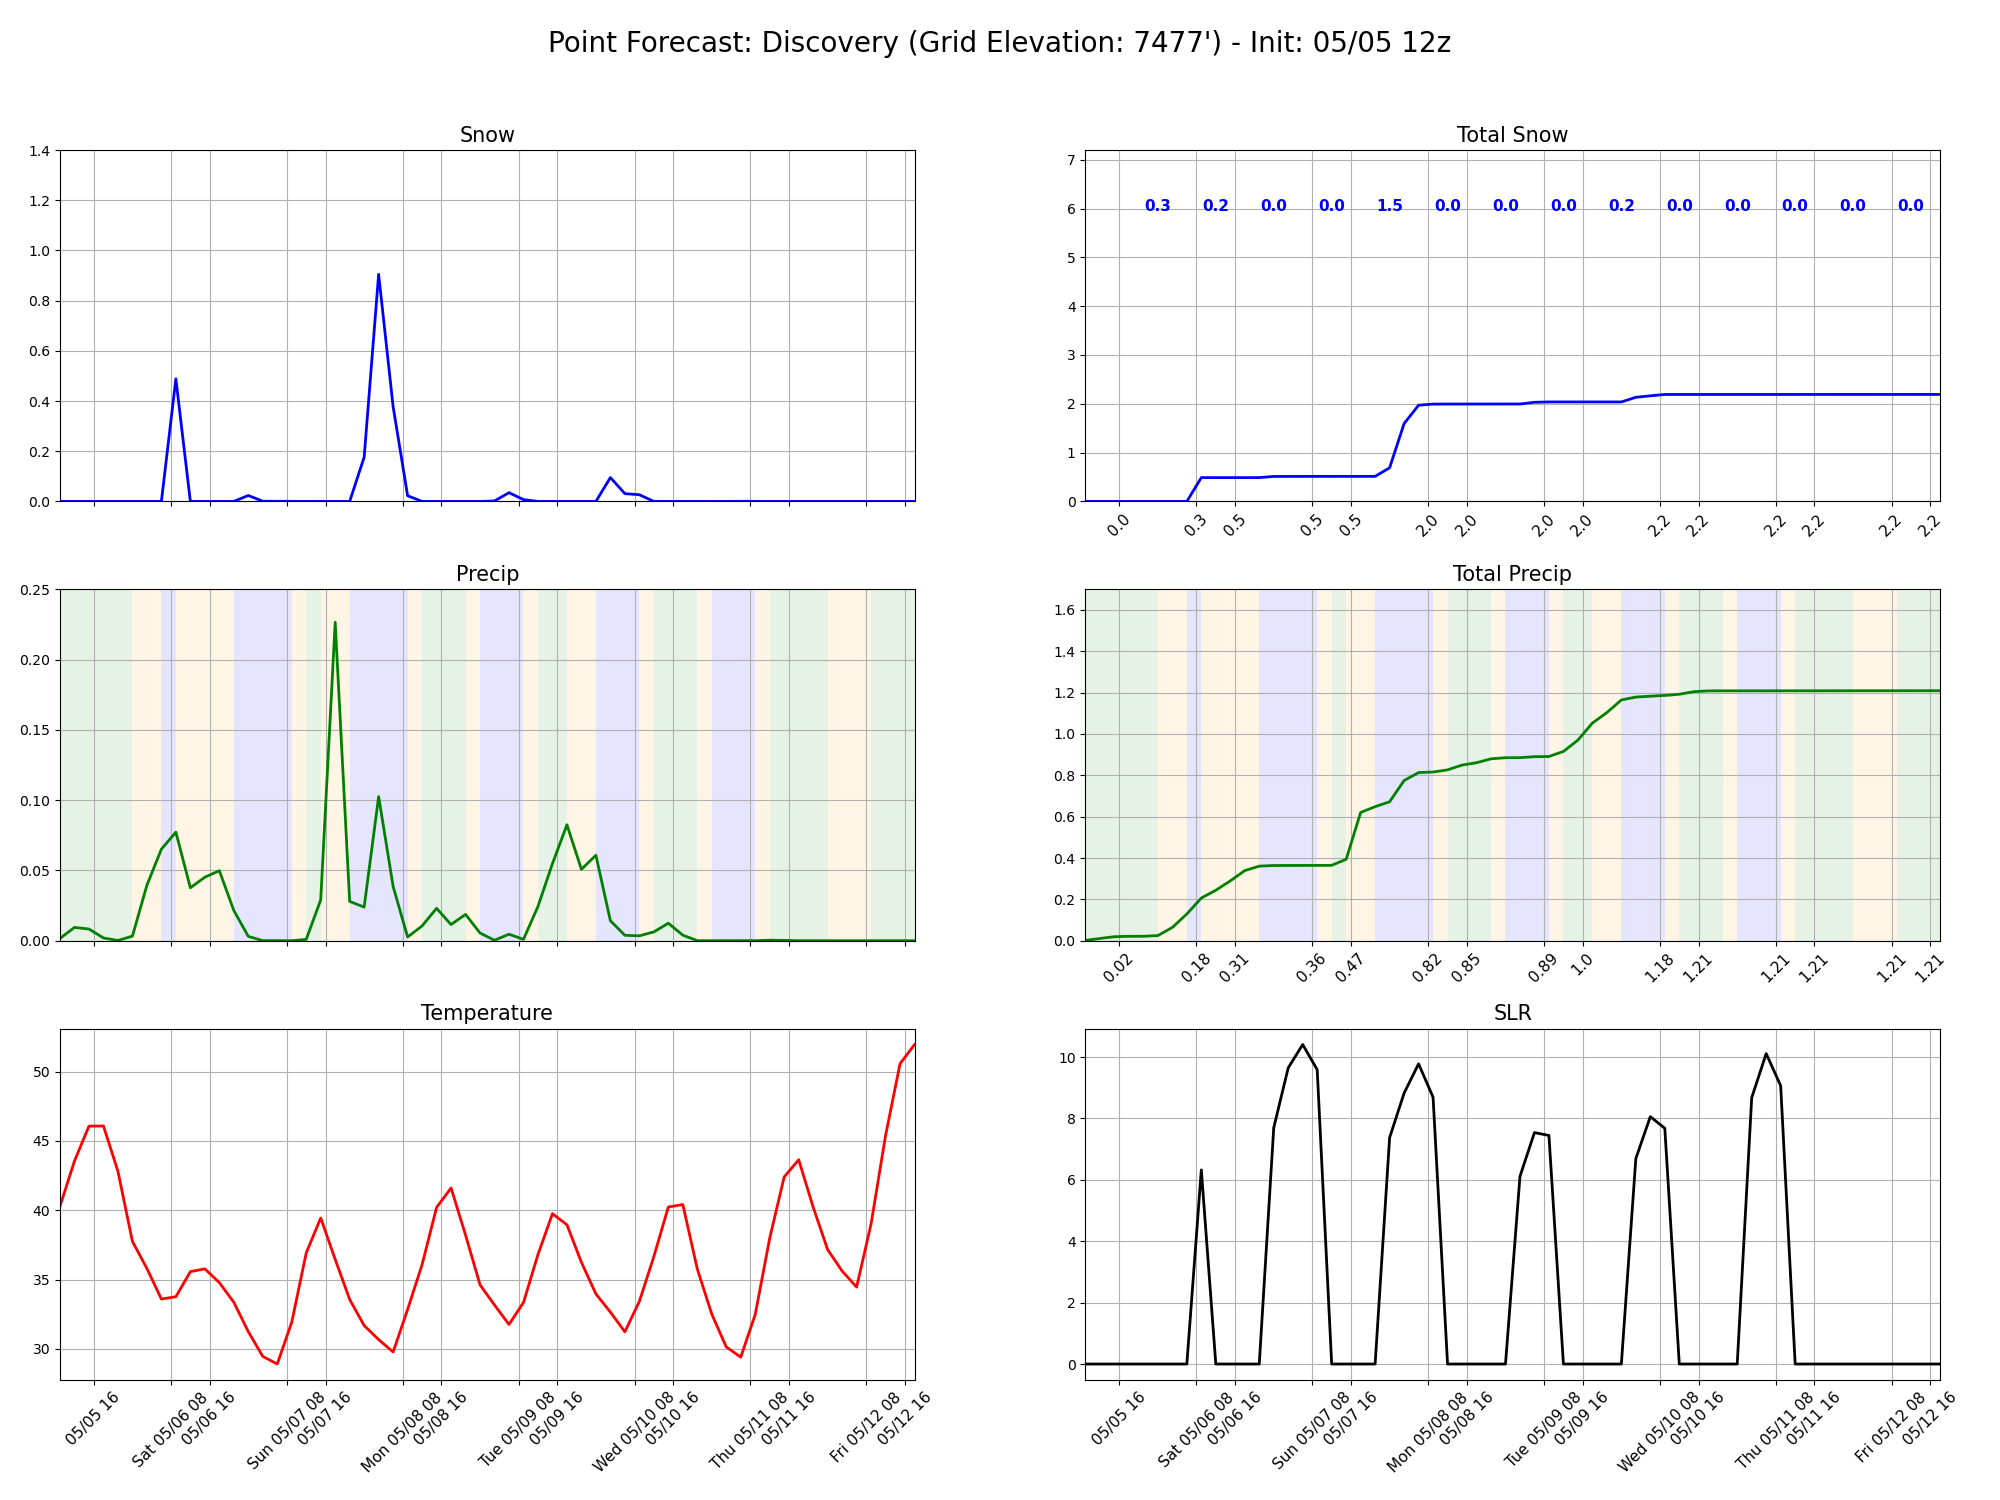 Point Forecast: Discovery (Grid Elevation: 7477') - Init: 05/05 12z
Snow
1.4
1.2
1.0
0.8
0.6
0.4
0.2
0.0
Total Snow
7
6
5
4
3
2
1
0
0.3 0.2 0.0 0.0 1.5 0.0 0.0 0.0 0.2 0.0 0.0 0.0 0.0 0.0
0.0 0.3 0.5 0.5 0.5 2.0 2.0 2.0 2.0 2.2 2.2 2.2 2.2 2.2 2.2
Precip
0.25
0.20
0.15
0.10
0.05
0.00
Total Precip
1.6
1.4
1.2
1.0
0.8
0.6
0.4
0.2
0.0
0.02 0.18 0.31 0.36 0.47 0.82 0.85 0.89 1.0 1.18 1.21 1.21 1.21 1.21 1.21
Temperature
50
45
40
35
30
05/05 16
Sat 05/06 08
05/06 16
Sun 05/07 08
05/07 16
Mon 05/08 08
05/08 16
Tue 05/09 08
05/09 16
Wed 05/10 08
05/10 16
Thu 05/11 08
05/11 16
Fri 05/12 08
05/12 16
SLR
10
8
6
4
2
0
05/05 16
Sat 05/06 08
05/06 16
Sun 05/07 08
05/07 16
Mon 05/08 08
05/08 16
Tue 05/09 08
05/09 16
Wed 05/10 08
05/10 16
Thu 05/11 08
05/11 16
Fri 05/12 08
05/12 16